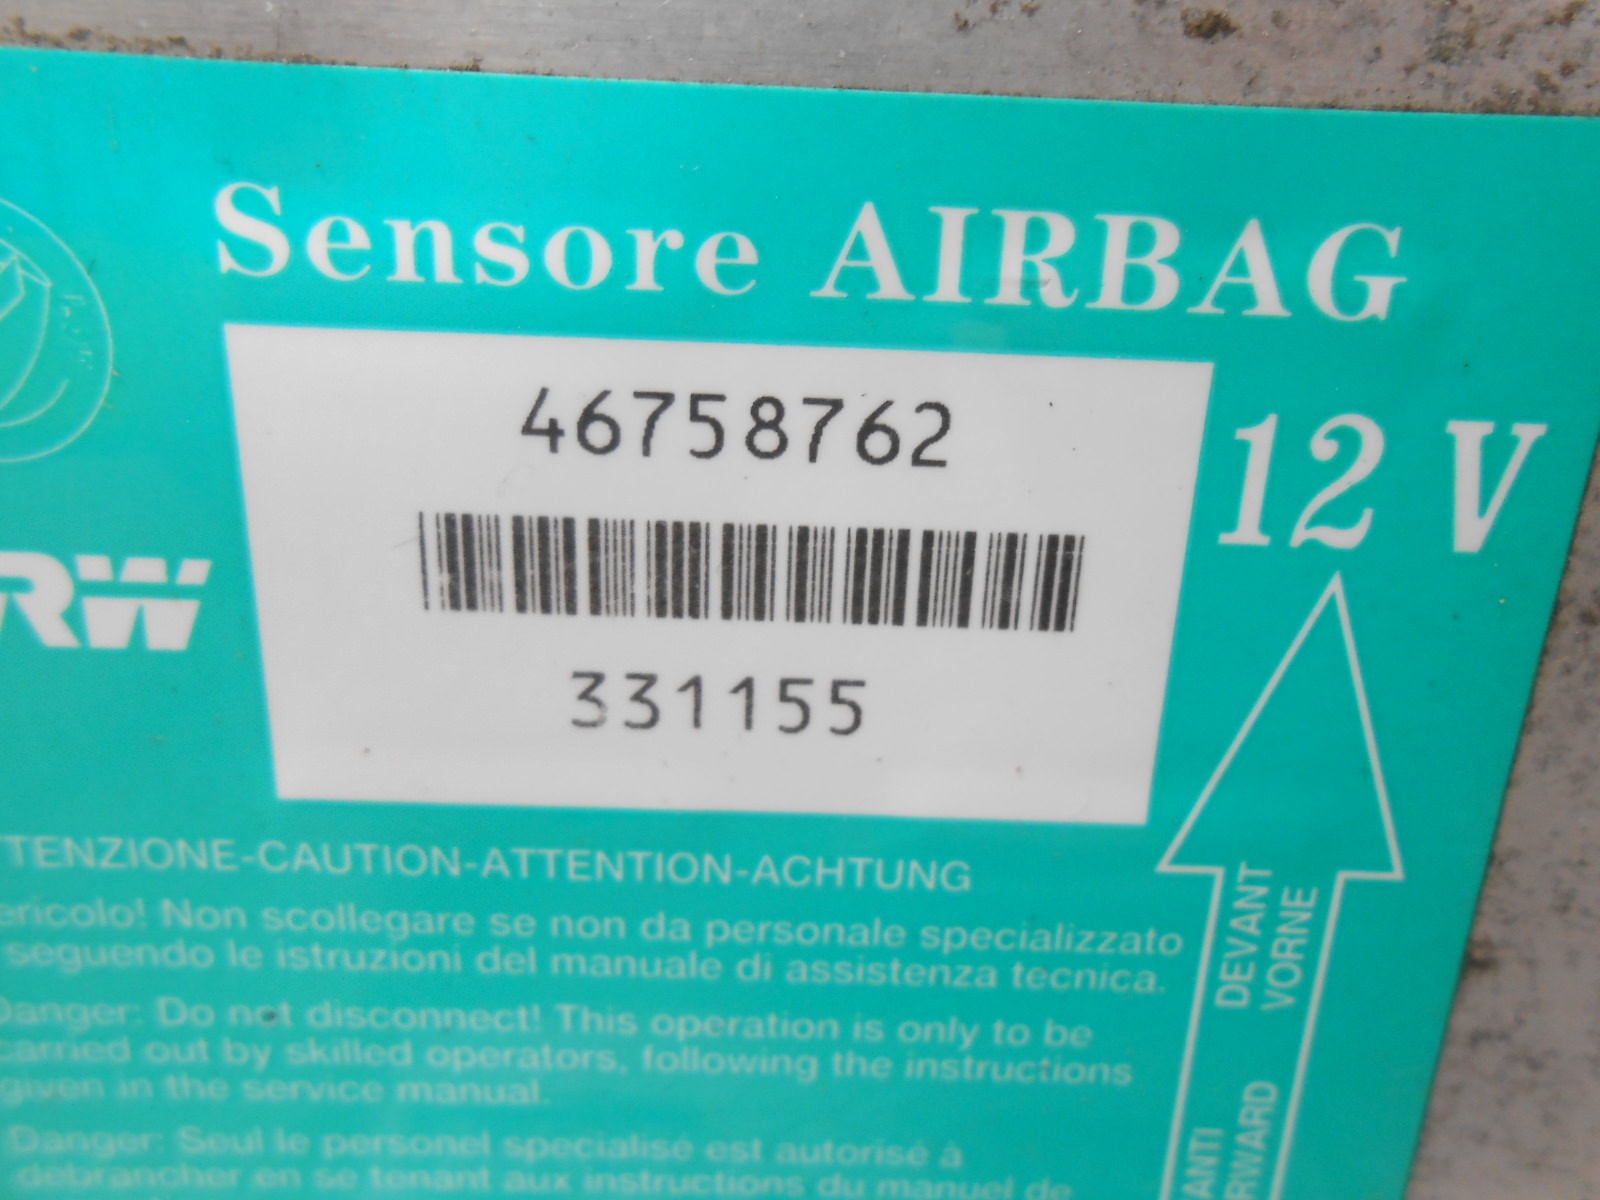 Sensore AIRBAG
46758762
12 V
RW
331155
TTENZIONE-CAUTION-ATTENTION-ACHTUNG
ericolo! Non scollegare se non da personale specializzato
seguendo le istruzioni del manuale di assistenza tecnica.
Danger: Do not disconnect! This operation is only to be
carried out by skilled operators, following the instructions
given in the service manual.
Danger: Seul le personel specialisé est autorisé à
debrancher en se tenant aux instructions du manuel de
DEVANT
VORNE
ANTI
RWARD